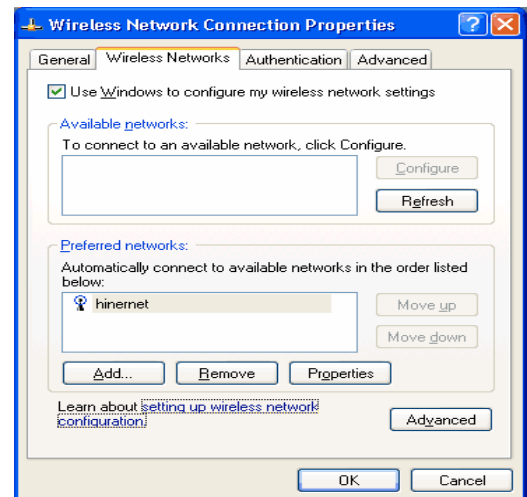 Wireless Network Connection Properties
General Wireless Networks Authentication Advanced
Use Windows to configure my wireless network settings
Available networks:
To connect to an available network, click Configure.
Configure
Refresh
Preferred networks:
Automatically connect to available networks in the order listed
below:
hinernet
Move up
Move down
Add... Remove Properties
Learn about setting up wireless network
configuration.
Advanced
OK Cancel